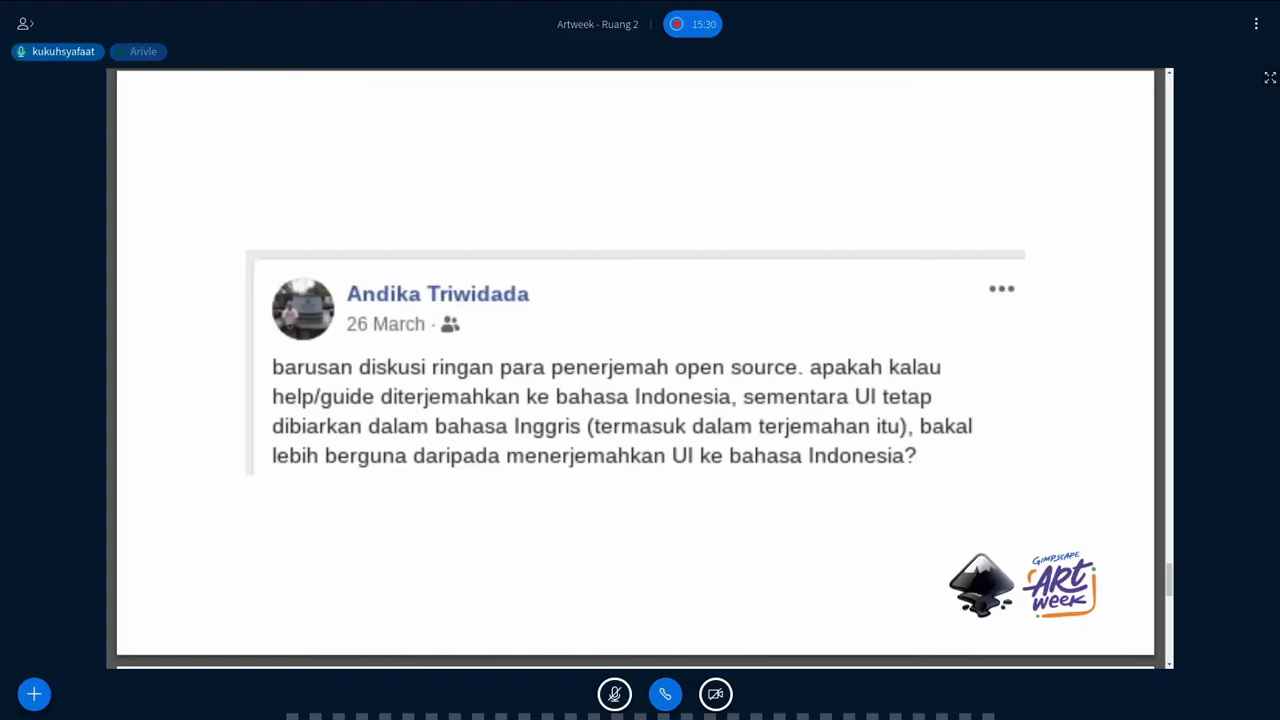 Artweek - Ruang 2
15:30
kukuhsyafaat
Arivle
Andika Triwidada
26 March ·
barusan diskusi ringan para penerjemah open source. apakah kalau
help/guide diterjemahkan ke bahasa Indonesia, sementara UI tetap
dibiarkan dalam bahasa Inggris (termasuk dalam terjemahan itu), bakal
lebih berguna daripada menerjemahkan UI ke bahasa Indonesia?
GIMPSCAPE
ART
WEEK